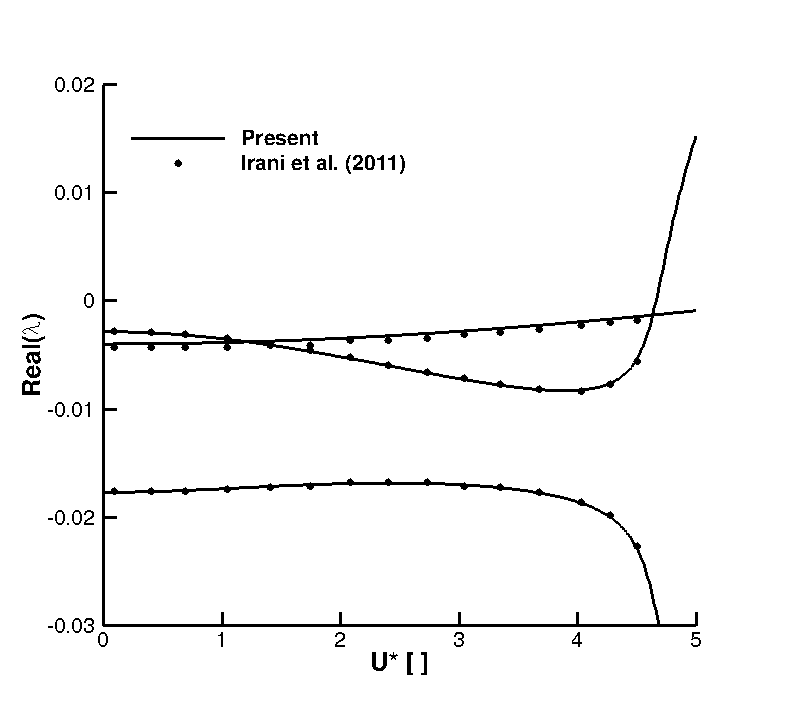 0.02
Present
Irani et al. (2011)
0.01
0
Real(λ)
-0.01
-0.02
-0.03
0 1 2 3 4 5
U* [ ]